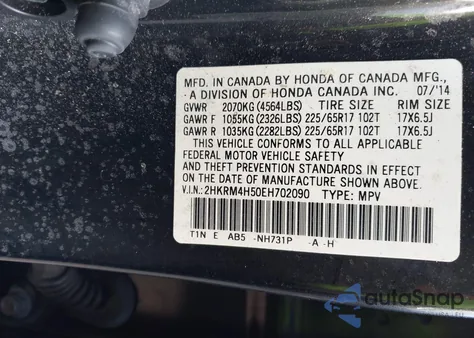 MFD. IN CANADA BY HONDA OF CANADA MFG.,
A DIVISION OF HONDA CANADA INC. 07/'14
GVWR 2070KG (4564LBS) TIRE SIZE RIM SIZE
GAWR F 1055KG (2326LBS) 225/65R17 102T 17X6.5J
GAWR R 1035KG (2282LBS) 225/65R17 102T 17X6.5J
THIS VEHICLE CONFORMS TO ALL APPLICABLE
FEDERAL MOTOR VEHICLE SAFETY
AND THEFT PREVENTION STANDARDS IN EFFECT
ON THE DATE OF MANUFACTURE SHOWN ABOVE.
V.I.N.: 2HKRM4H50EH702090 TYPE: MPV
T1N E AB5 -NH731P -A -H
autoSnap